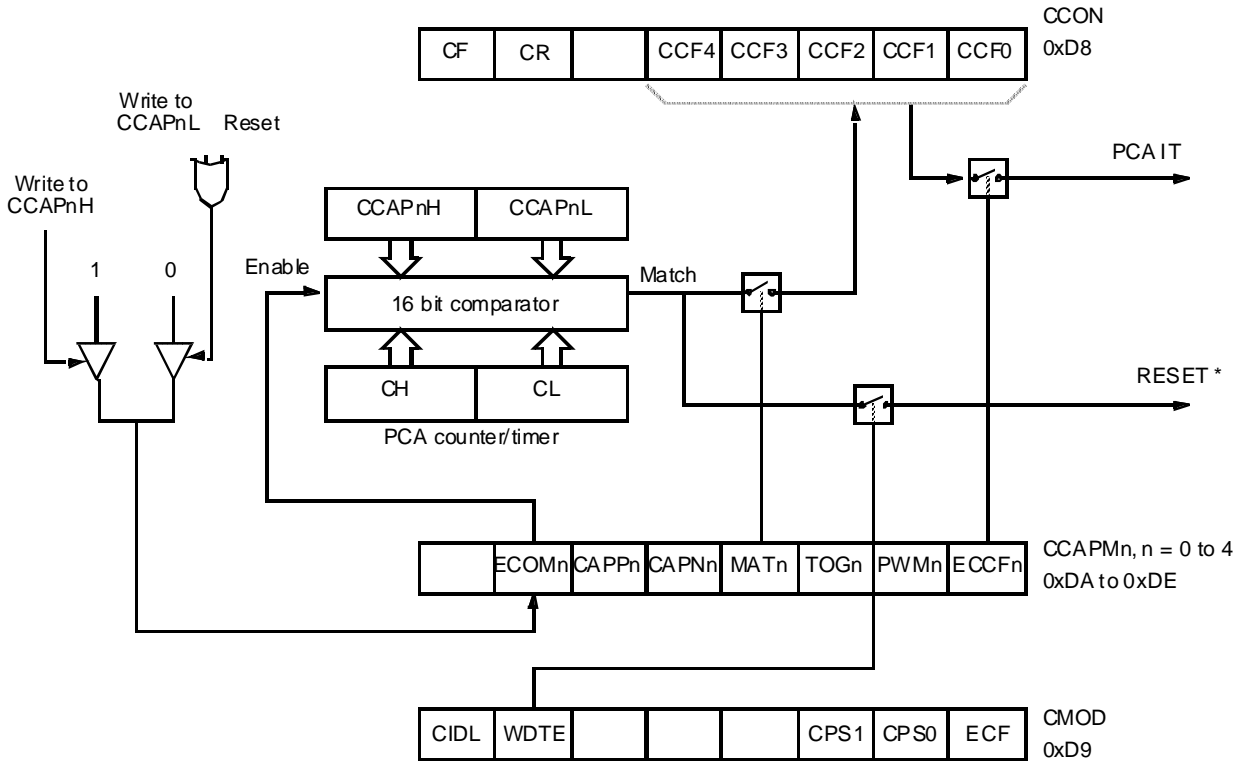 CCON
CF CR CCF4 CCF3 CCF2 CCF1 CCF0
0xD8
Write to
CCAPnL Reset
PCA IT
Write to
CCAPnH
CCAPnH CCAPnL
1 0 Enable
Match
16 bit comparator
RESET *
CH CL
PCA counter/timer
ECOMn CAPPn CAPNn MATn TOGn PWMn ECCFn
CCAPMn, n = 0 to 4
0xDA to 0xDE
CIDL WDTE CPS1 CPS0 ECF
CMOD
0xD9